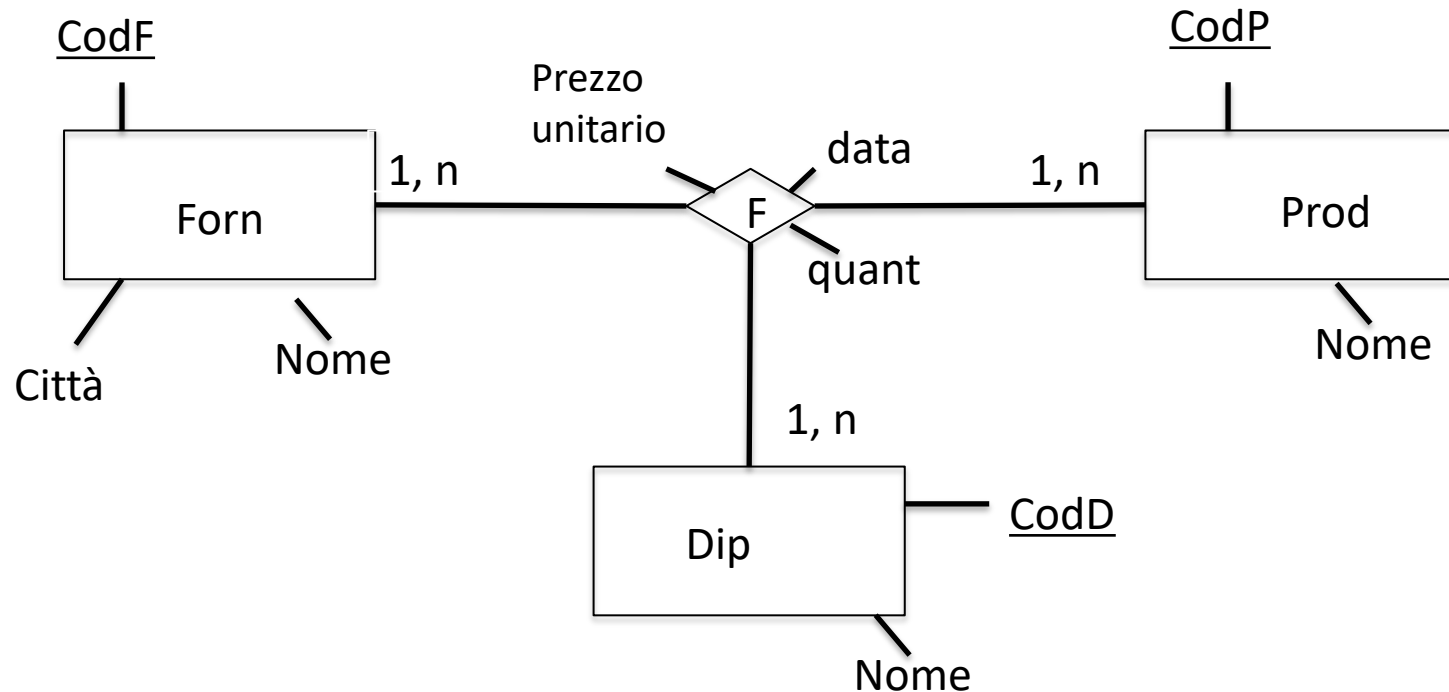 CodF
CodP
Prezzo
unitario
data
1, n
1, n
Forn
F
Prod
quant
Nome
Nome
Città
1, n
CodD
Dip
Nome